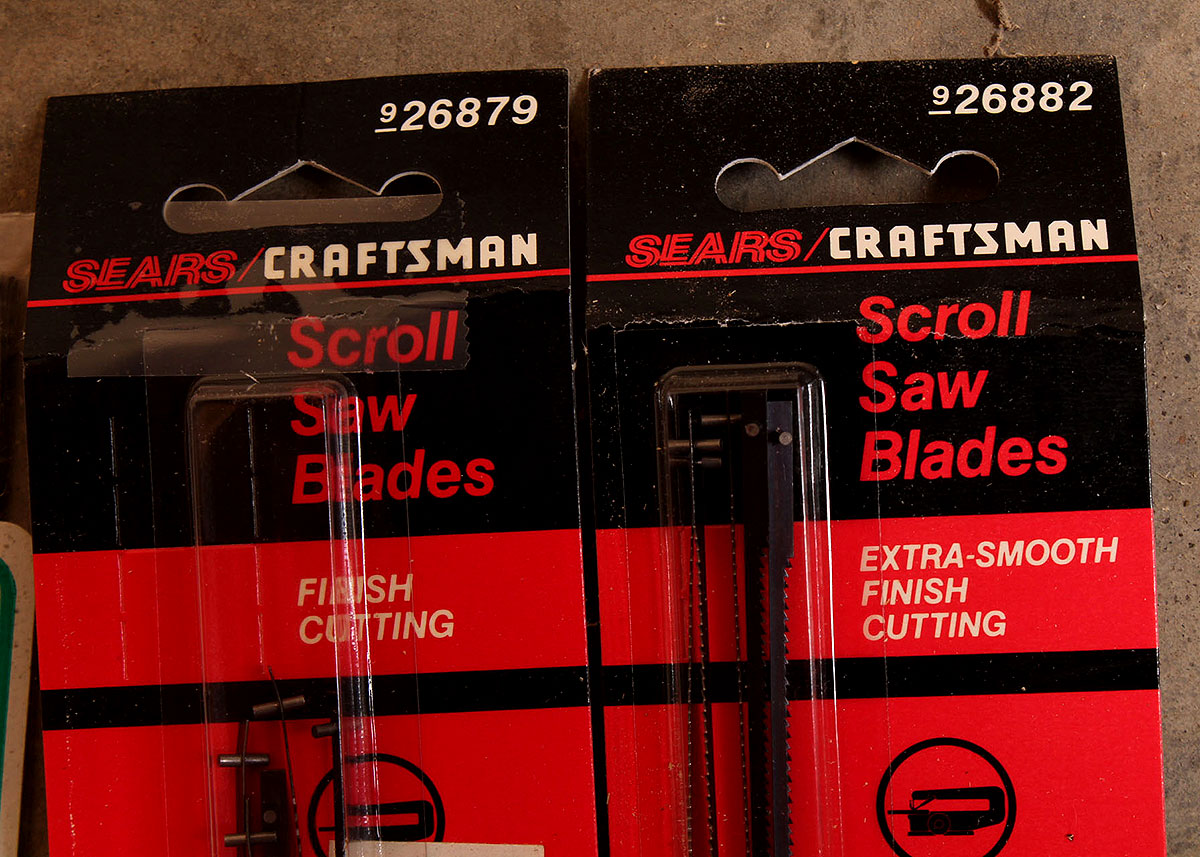 926879
SEARS/CRAFTSMAN
Scroll
Saw
Blades
FINISH
CUTTING
926882
SEARS/CRAFTSMAN
Scroll
Saw
Blades
EXTRA-SMOOTH
FINISH
CUTTING